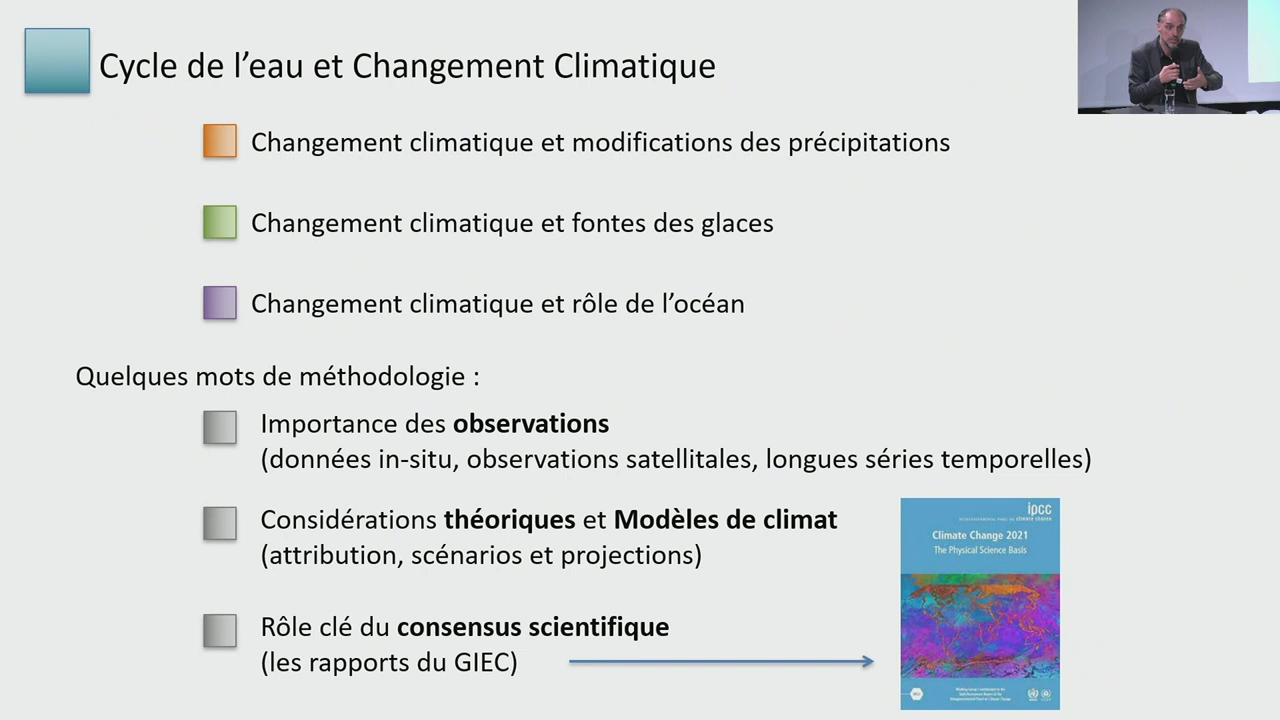 Cycle de l’eau et Changement Climatique
Changement climatique et modifications des précipitations
Changement climatique et fontes des glaces
Changement climatique et rôle de l’océan
Quelques mots de méthodologie :
Importance des observations
(données in-situ, observations satellitales, longues séries temporelles)
Considérations théoriques et Modèles de climat
(attribution, scénarios et projections)
Rôle clé du consensus scientifique
(les rapports du GIEC)
ipcc
Climate Change 2021
The Physical Science Basis